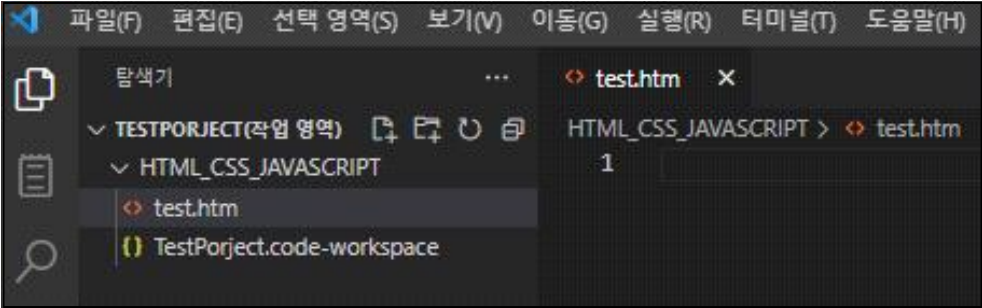 파일(F) 편집(E) 선택 영역(S) 보기(V) 이동(G) 실행(R) 터미널(T) 도움말(H)
탐색기 ...
TESTPORJECT(작업 영역)
HTML_CSS_JAVASCRIPT
test.htm
TestPorject.code-workspace
test.htm
HTML_CSS_JAVASCRIPT > test.htm
1